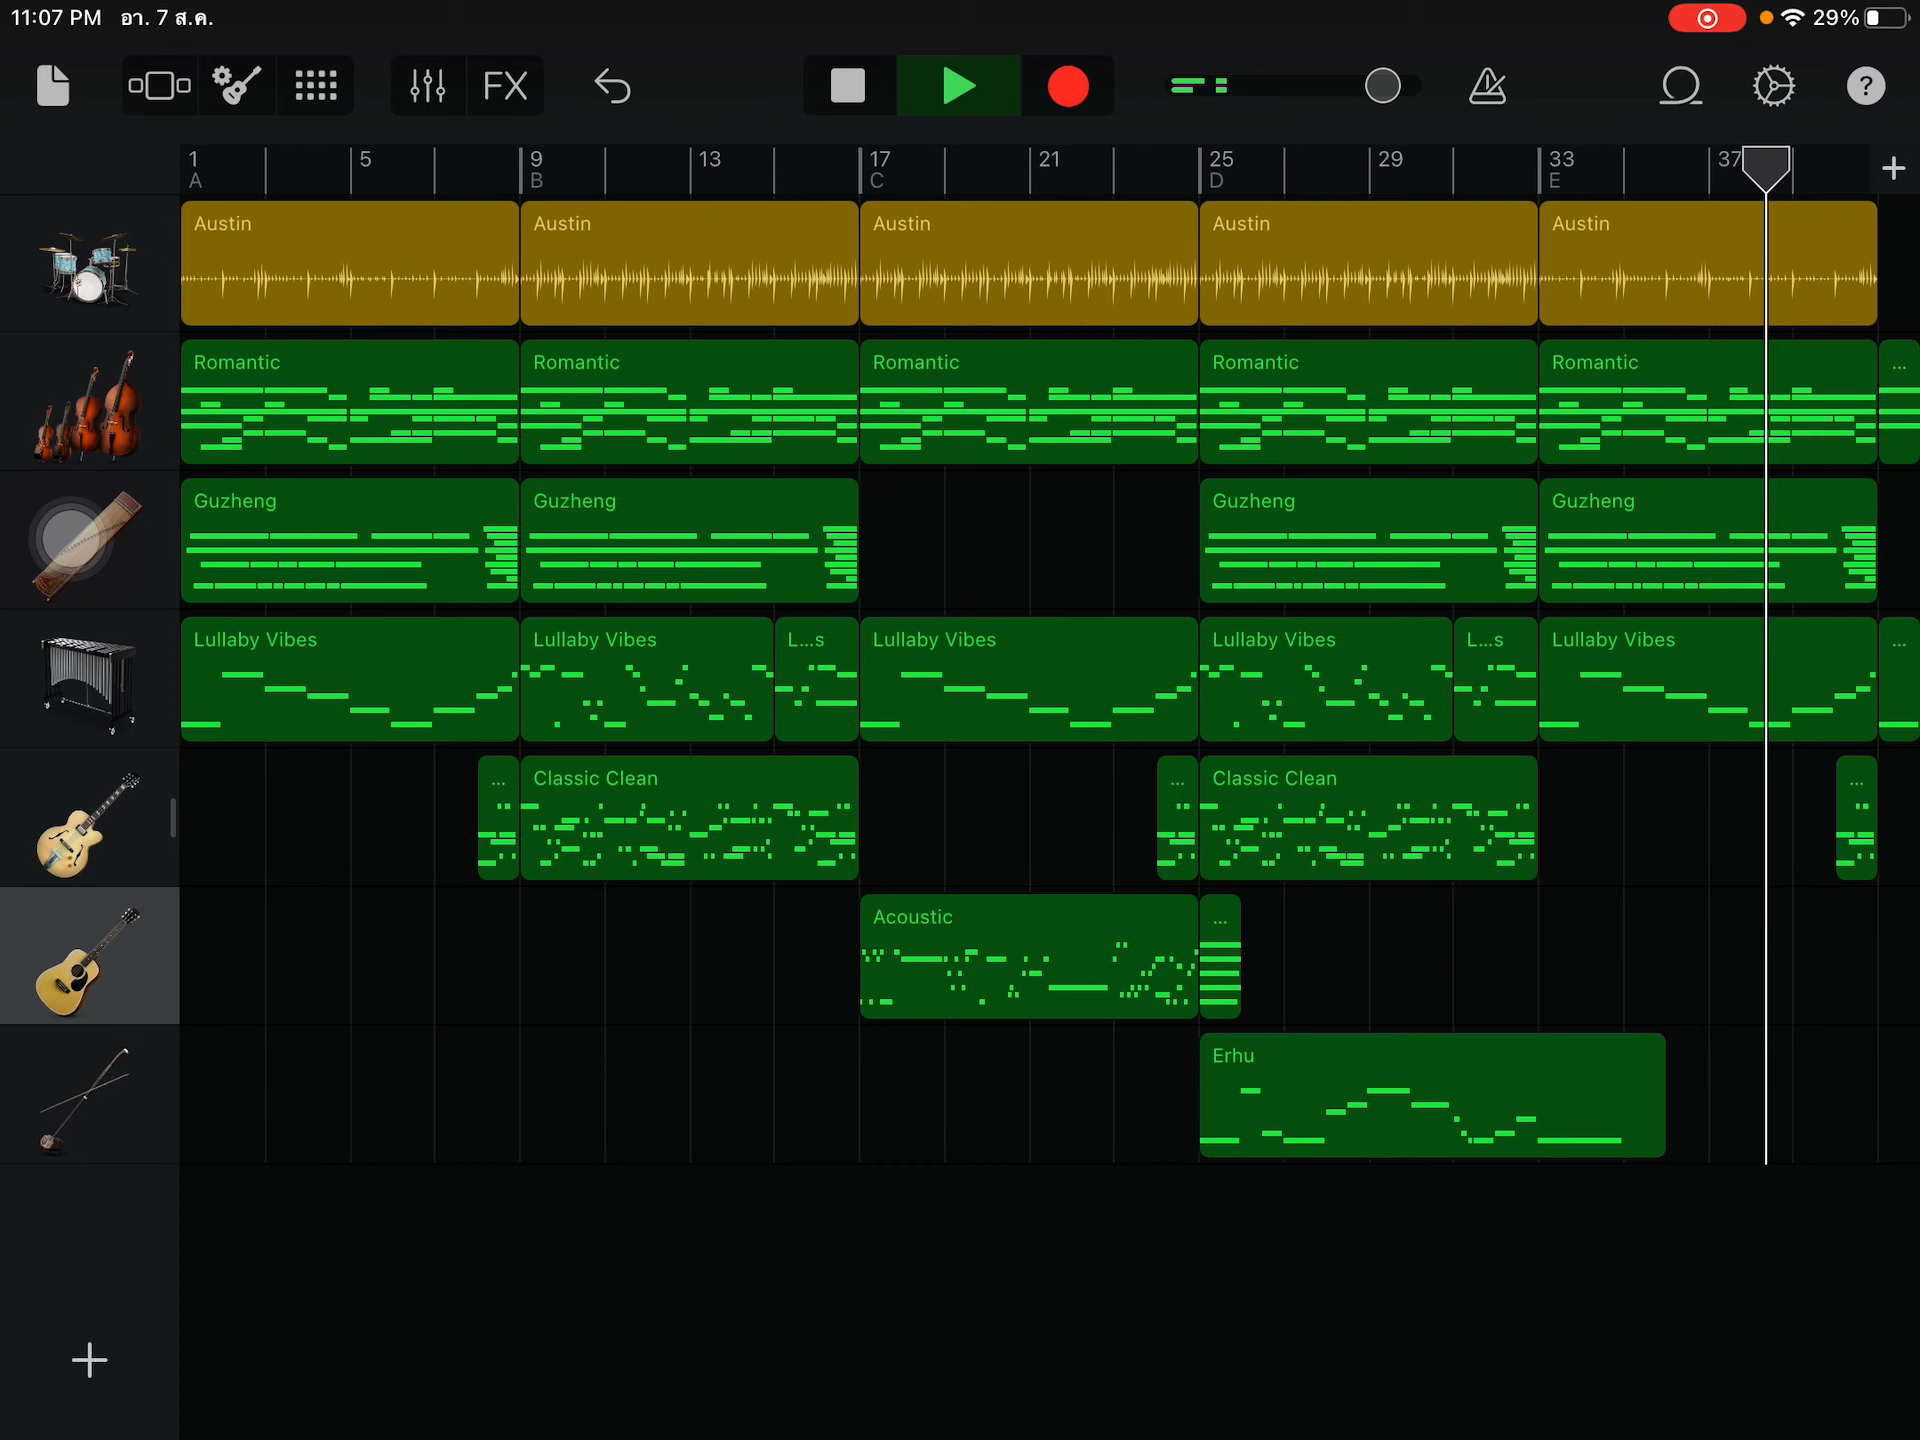 11:07 PM อา. 7 ส.ค. 29%
FX ?
1 5 9 13 17 21 25 29 33 37
A B C D E
Austin Austin Austin Austin Austin
Romantic Romantic Romantic Romantic Romantic ...
Guzheng Guzheng Guzheng Guzheng
Lullaby Vibes Lullaby Vibes L...s Lullaby Vibes Lullaby Vibes L...s Lullaby Vibes ...
... Classic Clean ... Classic Clean ...
Acoustic ...
Erhu